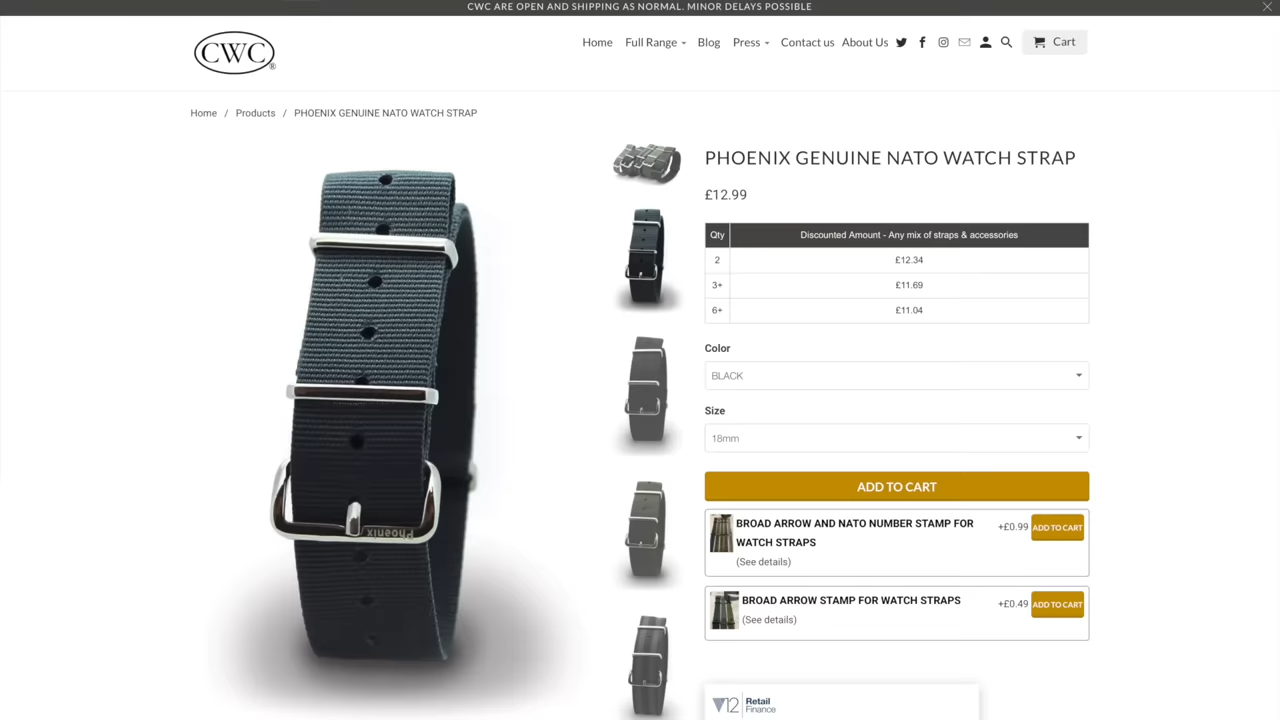 CWC ARE OPEN AND SHIPPING AS NORMAL. MINOR DELAYS POSSIBLE
CWC®
Home Full Range Blog Press Contact us About Us Cart
Home / Products / PHOENIX GENUINE NATO WATCH STRAP
PHOENIX GENUINE NATO WATCH STRAP
£12.99
Qty Discounted Amount - Any mix of straps & accessories
2 £12.34
3+ £11.69
6+ £11.04
Color
BLACK
Size
18mm
ADD TO CART
BROAD ARROW AND NATO NUMBER STAMP FOR
WATCH STRAPS
+£0.99 ADD TO CART
(See details)
BROAD ARROW STAMP FOR WATCH STRAPS
+£0.49 ADD TO CART
(See details)
Phoenix
V12 Retail
Finance